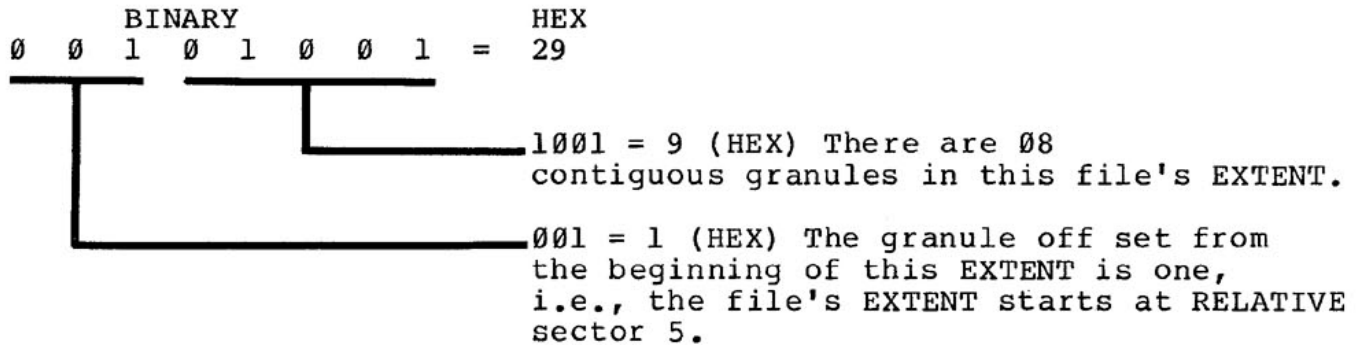 BINARY HEX
Ø Ø 1 Ø 1 Ø Ø 1 = 29
1ØØ1 = 9 (HEX) There are Ø8
contiguous granules in this file's EXTENT.
ØØ1 = 1 (HEX) The granule off set from
the beginning of this EXTENT is one,
i.e., the file's EXTENT starts at RELATIVE
sector 5.